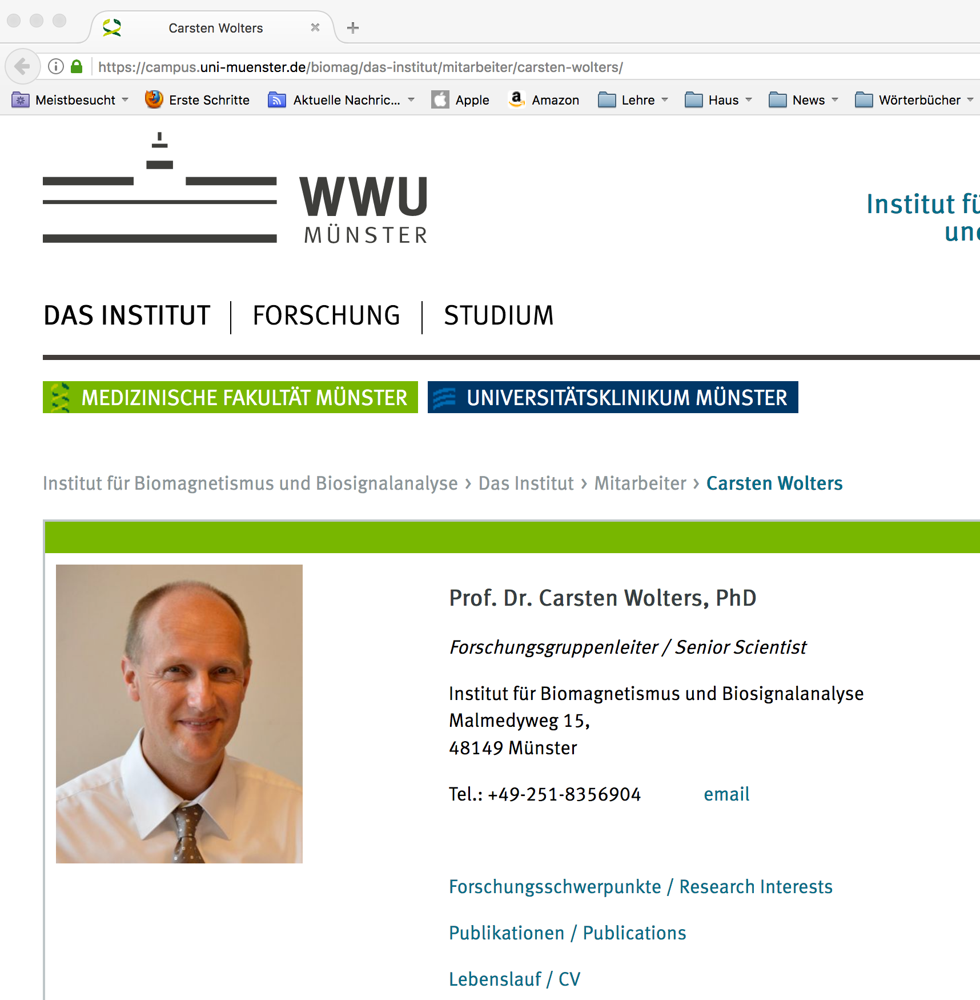 Carsten Wolters
https://campus.uni-muenster.de/biomag/das-institut/mitarbeiter/carsten-wolters/
Meistbesucht Erste Schritte Aktuelle Nachric... Apple Amazon Lehre Haus News Wörterbücher
WWU
MÜNSTER
Institut fü
und
DAS INSTITUT FORSCHUNG STUDIUM
MEDIZINISCHE FAKULTÄT MÜNSTER UNIVERSITÄTSKLINIKUM MÜNSTER
Institut für Biomagnetismus und Biosignalanalyse › Das Institut › Mitarbeiter › Carsten Wolters
Prof. Dr. Carsten Wolters, PhD
Forschungsgruppenleiter / Senior Scientist
Institut für Biomagnetismus und Biosignalanalyse
Malmedyweg 15,
48149 Münster
Tel.: +49-251-8356904 email
Forschungsschwerpunkte / Research Interests
Publikationen / Publications
Lebenslauf / CV